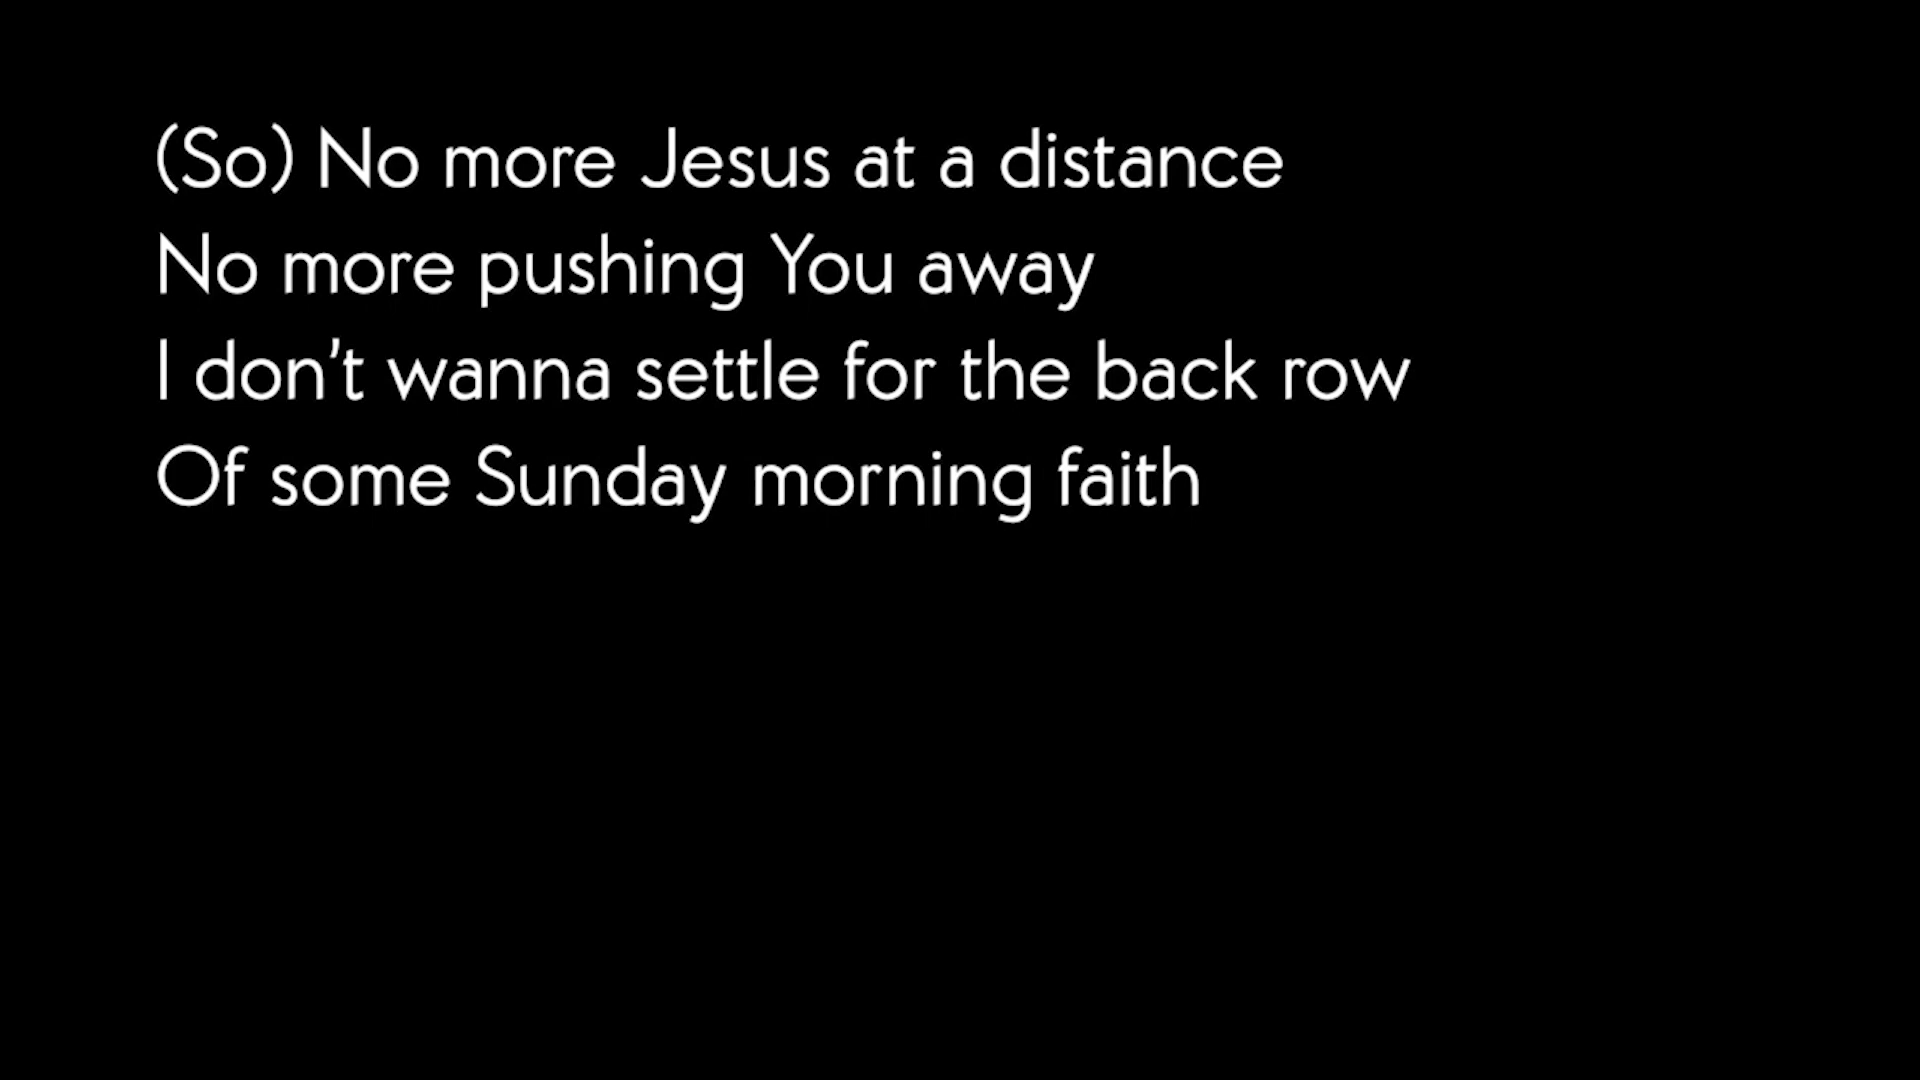 (So) No more Jesus at a distance
No more pushing You away
I don't wanna settle for the back row
Of some Sunday morning faith